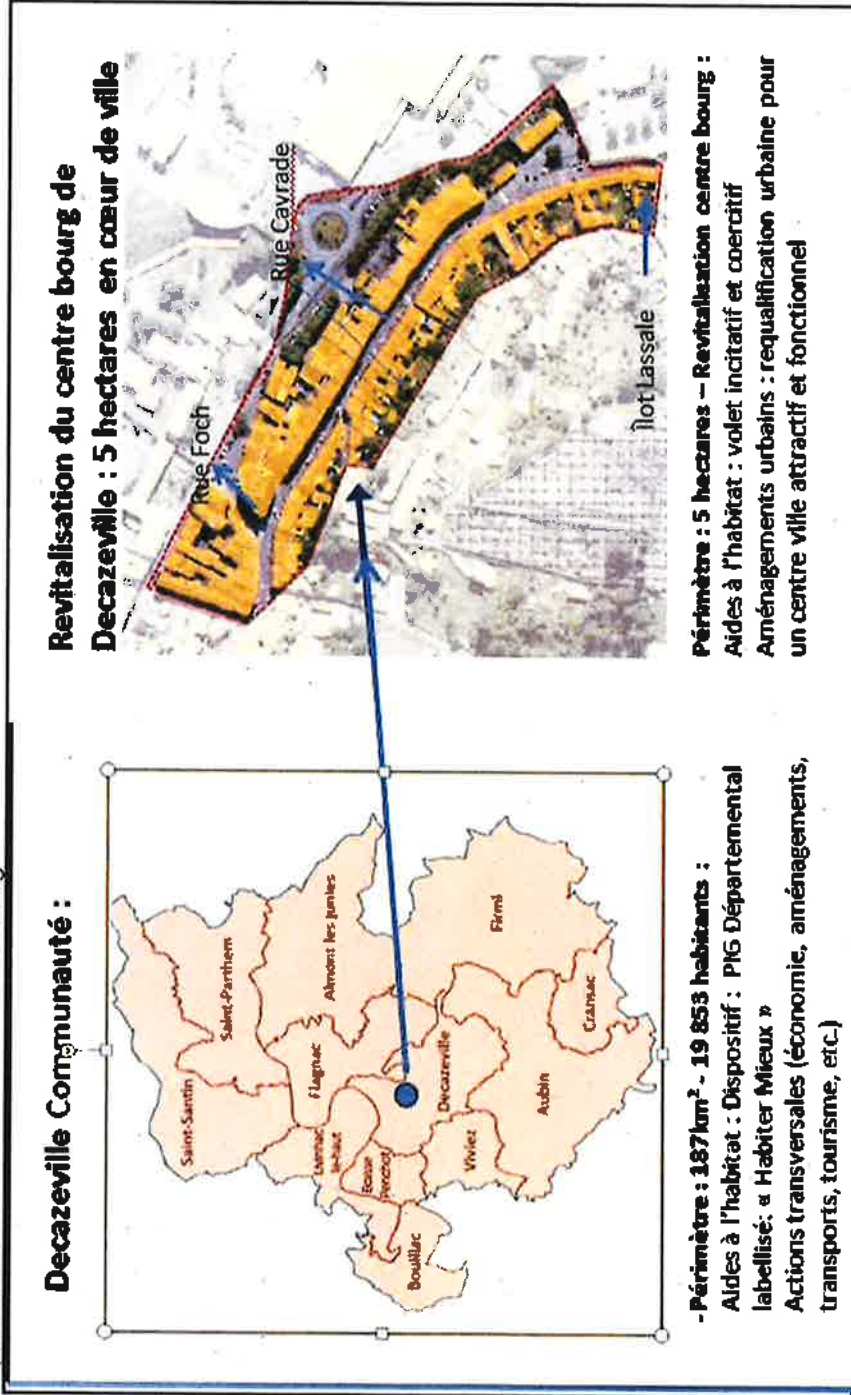 Decazeville Communauté :
Saint-Santin
Saint-Parthem
Almont les Junies
Flagnac
Livinhac
le-haut
Boisse
Penchot
Bouillac
Decazeville
Viviez
Firmi
Aubin
Cransac
-Périmètre : 187km² - 19 853 habitants :
Aides à l'habitat : Dispositif : PIG Départemental
labellisé: « Habiter Mieux »
Actions transversales (économie, aménagements,
transports, tourisme, etc.)
Revitalisation du centre bourg de
Decazeville : 5 hectares en cœur de ville
Rue Foch
Rue Cayrade
Îlot Lassale
Périmètre : 5 hectares – Revitalisation centre bourg :
Aides à l'habitat : volet incitatif et coercitif
Aménagements urbains : requalification urbaine pour
un centre ville attractif et fonctionnel